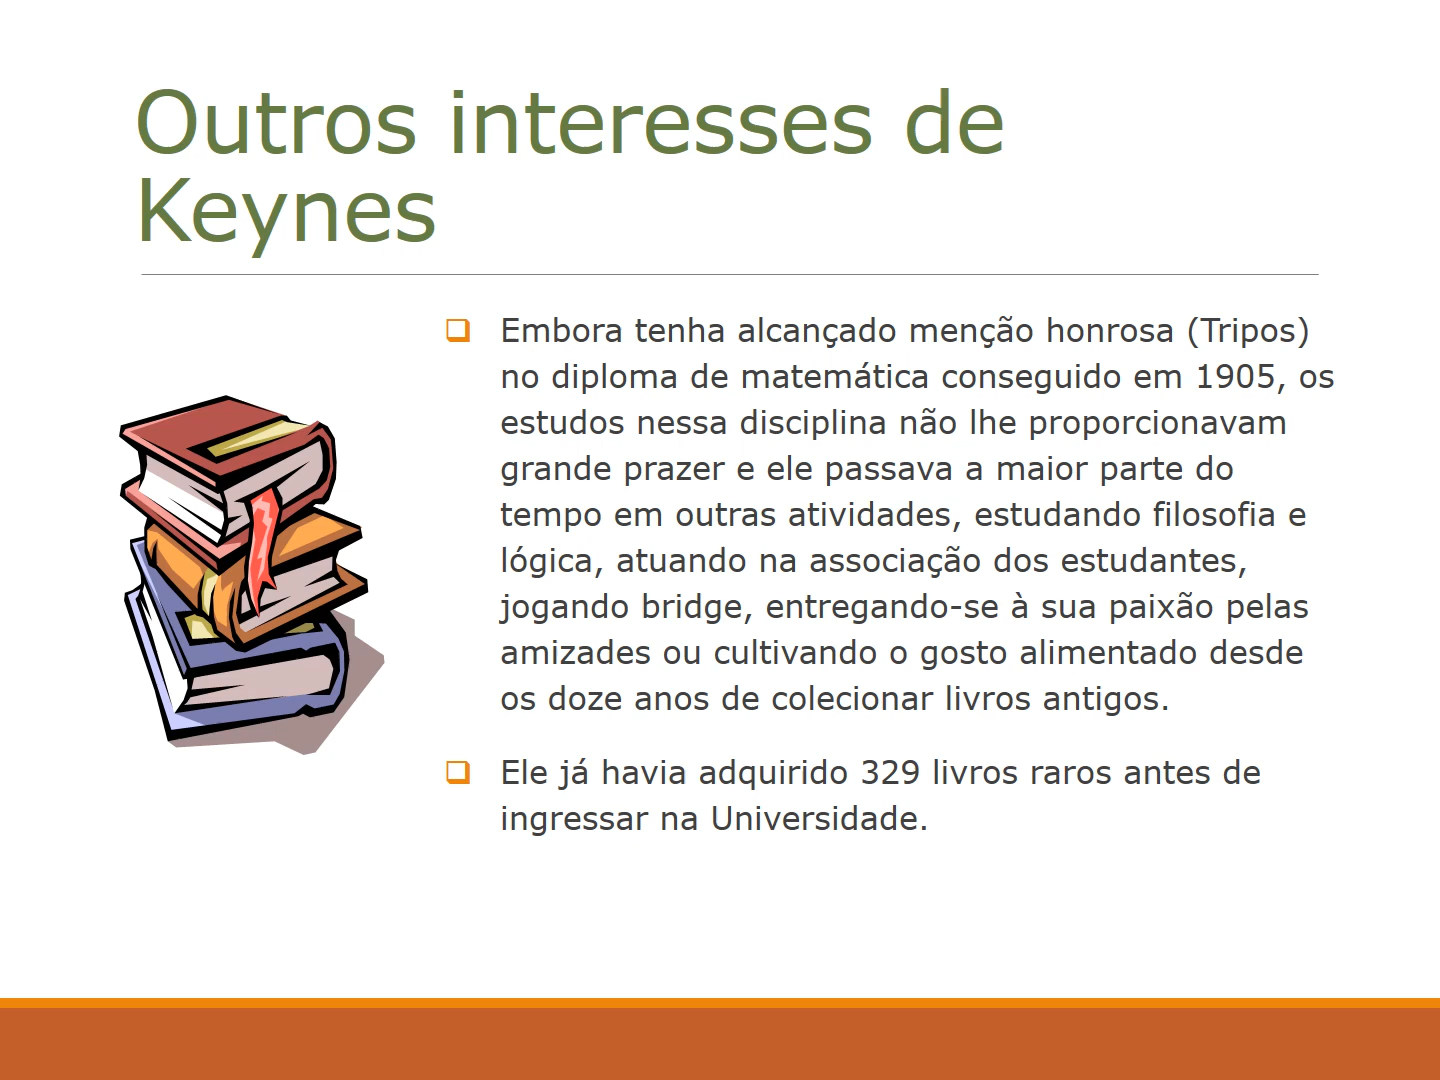 Outros interesses de
Keynes
Embora tenha alcançado menção honrosa (Tripos)
no diploma de matemática conseguido em 1905, os
estudos nessa disciplina não lhe proporcionavam
grande prazer e ele passava a maior parte do
tempo em outras atividades, estudando filosofia e
lógica, atuando na associação dos estudantes,
jogando bridge, entregando-se à sua paixão pelas
amizades ou cultivando o gosto alimentado desde
os doze anos de colecionar livros antigos.
Ele já havia adquirido 329 livros raros antes de
ingressar na Universidade.